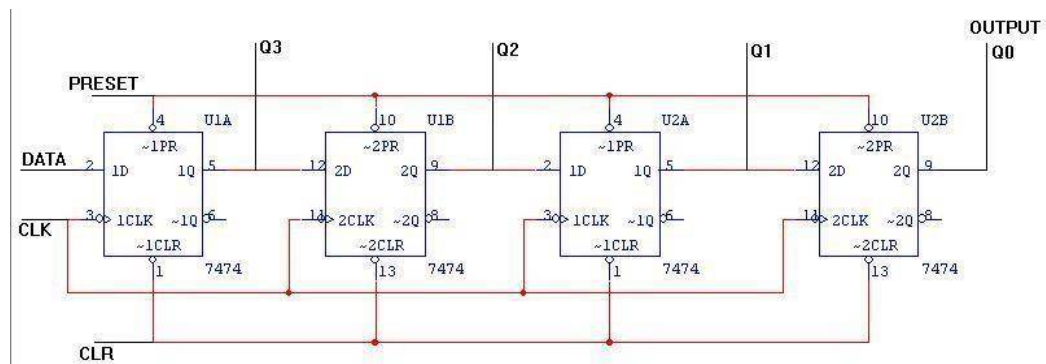 OUTPUT
Q3 Q2 Q1 Q0
PRESET
4 U1A 10 U1B 4 U2A 10 U2B
~1PR ~2PR ~1PR ~2PR
DATA 2 1D 1Q 5 12 2D 2Q 9 2 1D 1Q 5 12 2D 2Q 9
CLK 3 1CLK ~1Q 6 11 2CLK ~2Q 8 3 1CLK ~1Q 6 11 2CLK ~2Q 8
~1CLR ~2CLR ~1CLR ~2CLR
1 7474 13 7474 1 7474 13 7474
CLR